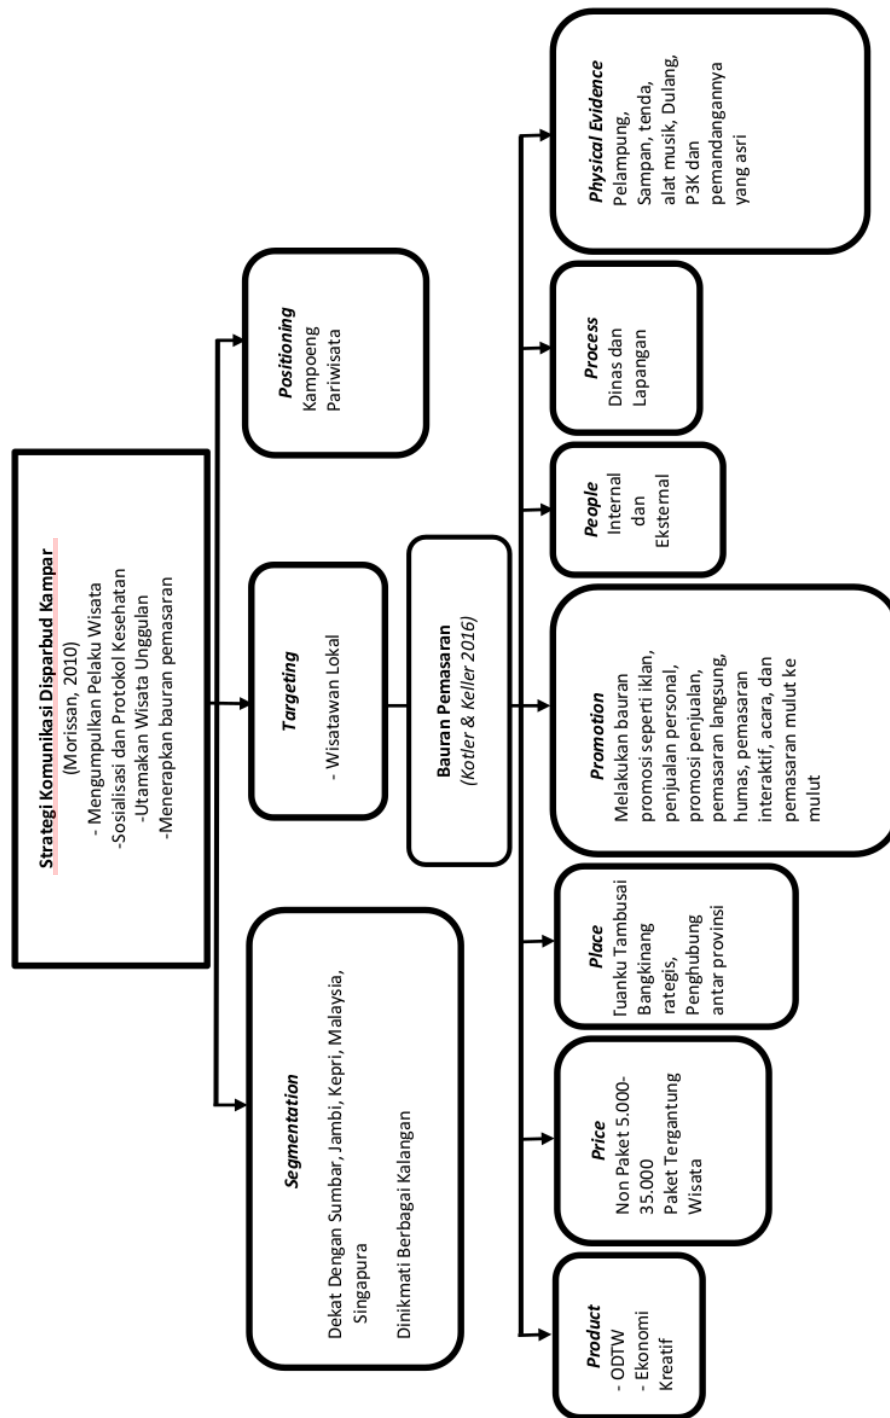 Strategi Komunikasi Disparbud Kampar
(Morissan, 2010)
- Mengumpulkan Pelaku Wisata
-Sosialisasi dan Protokol Kesehatan
-Utamakan Wisata Unggulan
-Menerapkan bauran pemasaran
Segmentation
Dekat Dengan Sumbar, Jambi, Kepri, Malaysia,
Singapura
Dinikmati Berbagai Kalangan
Targeting
- Wisatawan Lokal
Positioning
Kampoeng
Pariwisata
Bauran Pemasaran
(Kotler & Keller 2016)
Product
- ODTW
- Ekonomi
Kreatif
Price
Non Paket 5.000-
35.000
Paket Tergantung
Wisata
Place
Tuanku Tambusai
Bangkinang
rategis,
Penghubung
antar provinsi
Promotion
Melakukan bauran
promosi seperti iklan,
penjualan personal,
promosi penjualan,
pemasaran langsung,
humas, pemasaran
interaktif, acara, dan
pemasaran mulut ke
mulut
People
Internal
dan
Eksternal
Process
Dinas dan
Lapangan
Physical Evidence
Pelampung,
Sampan, tenda,
alat musik, Dulang,
P3K dan
pemandangannya
yang asri